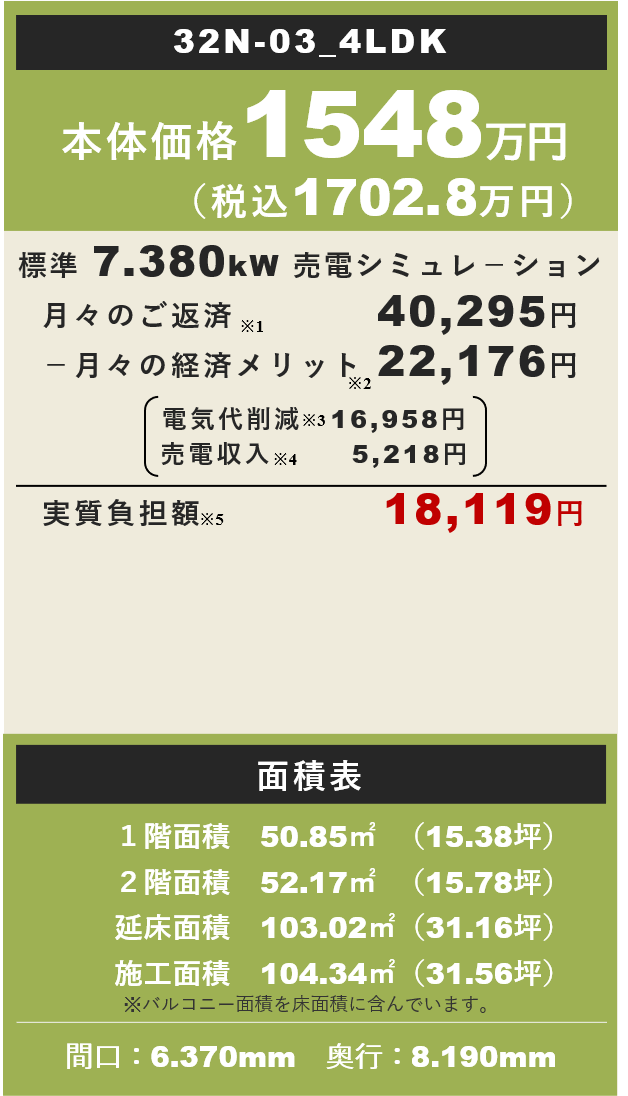 32N-03_4LDK
本体価格1548万円
（税込1702.8万円）
標準 7.380kW 売電シミュレーション
月々のご返済 ※1 40,295円
－月々の経済メリット ※2 22,176円
電気代削減※3 16,958円
売電収入 ※4 5,218円
実質負担額※5 18,119円
面積表
１階面積 50.85㎡ （15.38坪）
２階面積 52.17㎡ （15.78坪）
延床面積 103.02㎡（31.16坪）
施工面積 104.34㎡（31.56坪）
※バルコニー面積を床面積に含んでいます。
間口：6.370mm 奥行：8.190mm